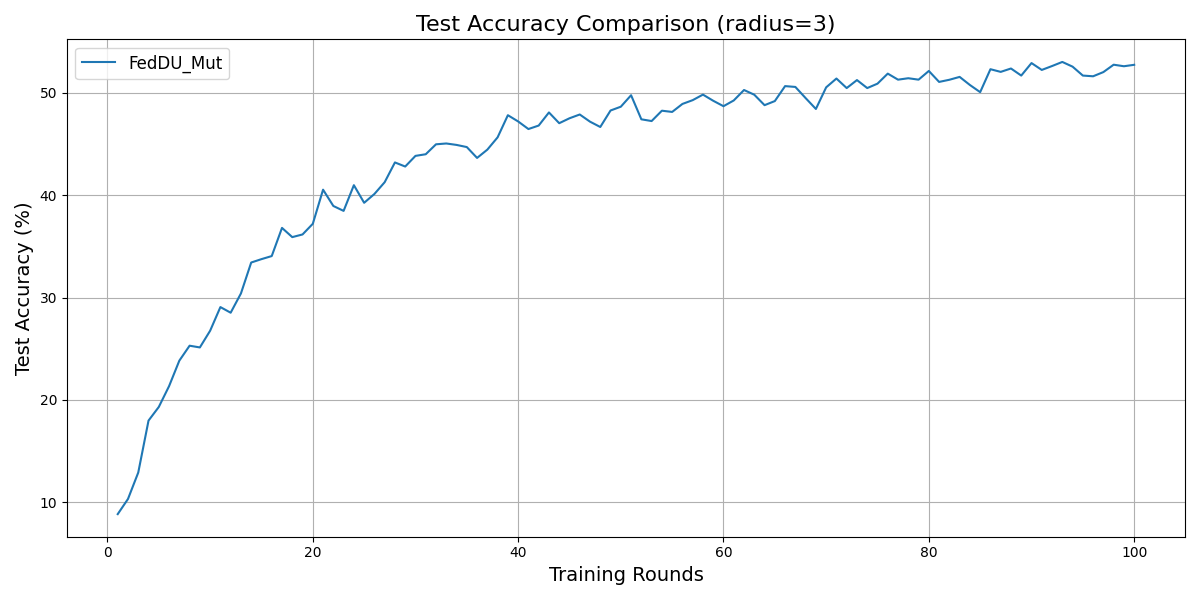 Test Accuracy Comparison (radius=3)
FedDU_Mut
Test Accuracy (%)
50
40
30
20
10
0 20 40 60 80 100
Training Rounds